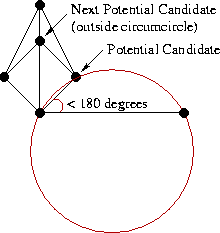 Next Potential Candidate
(outside circumcircle)
Potential Candidate
< 180 degrees